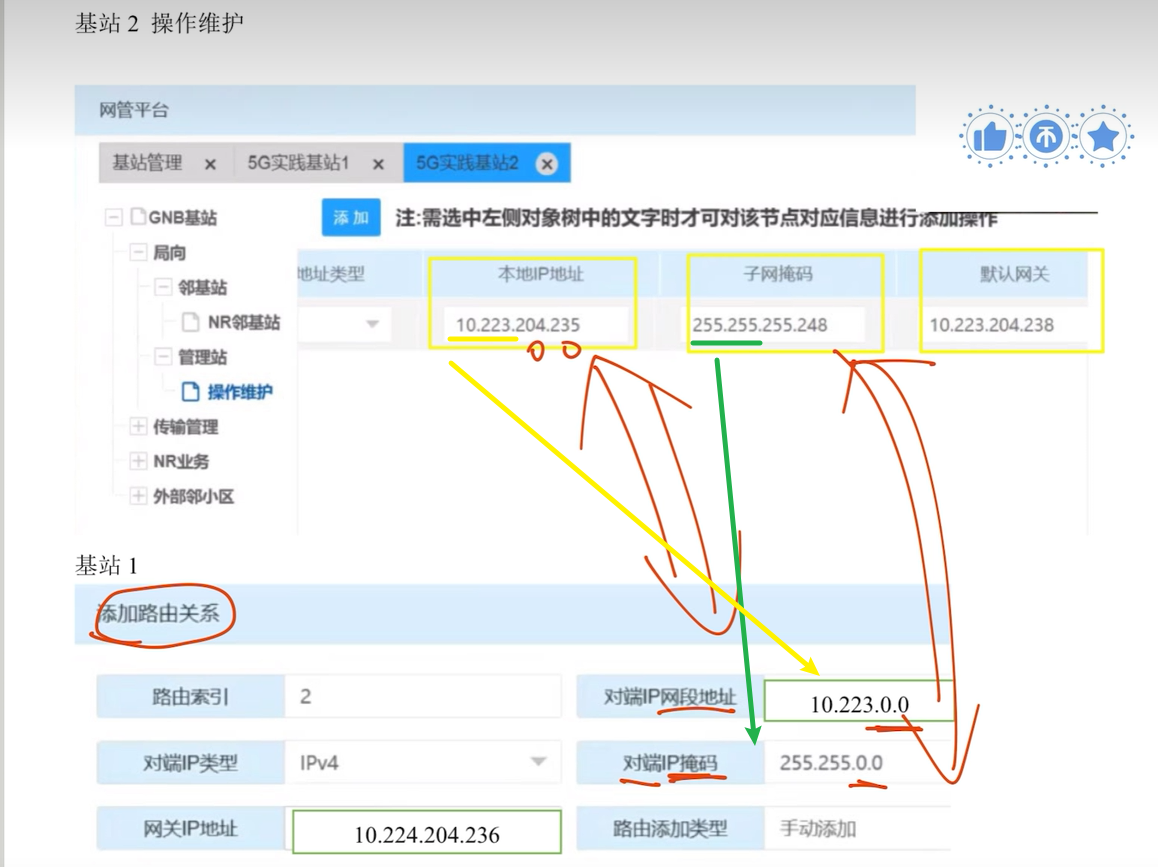 基站 2 操作维护
网管平台
基站管理 × 5G实践基站1 × 5G实践基站2 ×
GNB基站 添加 注:需选中左侧对象树中的文字时才可对该节点对应信息进行添加操作
局向
地址类型 本地IP地址 子网掩码 默认网关
邻基站
NR邻基站 10.223.204.235 255.255.255.248 10.223.204.238
管理站
操作维护
传输管理
NR业务
外部邻小区
基站 1
添加路由关系
路由索引 2 对端IP网段地址 10.223.0.0
对端IP类型 IPv4 对端IP掩码 255.255.0.0
网关IP地址 10.224.204.236 路由添加类型 手动添加